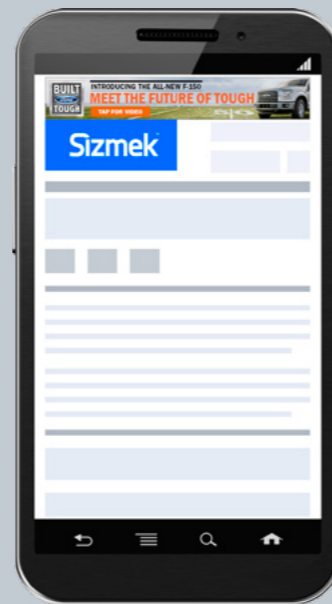 BUILT
Ford
TOUGH
INTRODUCING THE ALL-NEW F-150
MEET THE FUTURE OF TOUGH
TAP FOR VIDEO
Sizmek